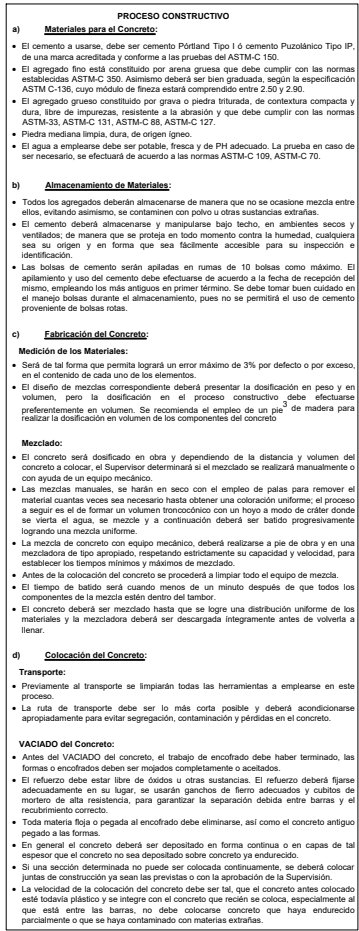 PROCESO CONSTRUCTIVO
a) Materiales para el Concreto:
• El cemento a usarse, debe ser cemento Pórtland Tipo I ó cemento Puzolánico Tipo IP,
de una marca acreditada y conforme a las pruebas del ASTM-C 150.
• El agregado fino está constituido por arena gruesa que debe cumplir con las normas
establecidas ASTM-C 350. Asimismo deberá ser bien graduada, según la especificación
ASTM C-136, cuyo módulo de fineza estará comprendido entre 2.50 y 2.90.
• El agregado grueso constituido por grava o piedra triturada, de contextura compacta y
dura, libre de impurezas, resistente a la abrasión y que debe cumplir con las normas
ASTM-33, ASTM-C 131, ASTM-C 88, ASTM-C 127.
• Piedra mediana limpia, dura, de origen ígneo.
• El agua a emplearse debe ser potable, fresca y de PH adecuado. La prueba en caso de
ser necesario, se efectuará de acuerdo a las normas ASTM-C 109, ASTM-C 70.
b) Almacenamiento de Materiales:
• Todos los agregados deberán almacenarse de manera que no se ocasione mezcla entre
ellos, evitando asimismo, se contaminen con polvo u otras sustancias extrañas.
• El cemento deberá almacenarse y manipularse bajo techo, en ambientes secos y
ventilados; de manera que se proteja en todo momento contra la humedad, cualquiera
sea su origen y en forma que sea fácilmente accesible para su inspección e
identificación.
• Las bolsas de cemento serán apiladas en rumas de 10 bolsas como máximo. El
apilamiento y uso del cemento debe efectuarse de acuerdo a la fecha de recepción del
mismo, empleando los más antiguos en primer término. Se debe tomar buen cuidado en
el manejo bolsas durante el almacenamiento, pues no se permitirá el uso de cemento
proveniente de bolsas rotas.
c) Fabricación del Concreto:
Medición de los Materiales:
• Será de tal forma que permita logrará un error máximo de 3% por defecto o por exceso,
en el contenido de cada uno de los elementos.
• El diseño de mezclas correspondiente deberá presentar la dosificación en peso y en
volumen, pero la dosificación en el proceso constructivo debe efectuarse
preferentemente en volumen. Se recomienda el empleo de un pie3 de madera para
realizar la dosificación en volumen de los componentes del concreto
Mezclado:
• El concreto será dosificado en obra y dependiendo de la distancia y volumen del
concreto a colocar, el Supervisor determinará si el mezclado se realizará manualmente o
con ayuda de un equipo mecánico.
• Las mezclas manuales, se harán en seco con el empleo de palas para remover el
material cuantas veces sea necesario hasta obtener una coloración uniforme; el proceso
a seguir es el de formar un volumen troncocónico con un hoyo a modo de cráter donde
se vierta el agua, se mezcle y a continuación deberá ser batido progresivamente
logrando una mezcla uniforme.
• La mezcla de concreto con equipo mecánico, deberá realizarse a pie de obra y en una
mezcladora de tipo apropiado, respetando estrictamente su capacidad y velocidad, para
establecer los tiempos mínimos y máximos de mezclado.
• Antes de la colocación del concreto se procederá a limpiar todo el equipo de mezcla.
• El tiempo de batido será cuando menos de un minuto después de que todos los
componentes de la mezcla estén dentro del tambor.
• El concreto deberá ser mezclado hasta que se logre una distribución uniforme de los
materiales y la mezcladora deberá ser descargada íntegramente antes de volverla a
llenar.
d) Colocación del Concreto:
Transporte:
• Previamente al transporte se limpiarán todas las herramientas a emplearse en este
proceso.
• La ruta de transporte debe ser lo más corta posible y deberá acondicionarse
apropiadamente para evitar segregación, contaminación y pérdidas en el concreto.
VACIADO del Concreto:
• Antes del VACIADO del concreto, el trabajo de encofrado debe haber terminado, las
formas o encofrados deben ser mojados completamente o aceitados.
• El refuerzo debe estar libre de óxidos u otras sustancias. El refuerzo deberá fijarse
adecuadamente en su lugar, se usarán ganchos de fierro adecuados y cubitos de
mortero de alta resistencia, para garantizar la separación debida entre barras y el
recubrimiento correcto.
• Toda materia floja o pegada al encofrado debe eliminarse, así como el concreto antiguo
pegado a las formas.
• En general el concreto deberá ser depositado en forma continua o en capas de tal
espesor que el concreto no sea depositado sobre concreto ya endurecido.
• Si una sección determinada no puede ser colocada continuamente, se deberá colocar
juntas de construcción ya sean las previstas o con la aprobación de la Supervisión.
• La velocidad de la colocación del concreto debe ser tal, que el concreto antes colocado
esté todavía plástico y se integre con el concreto que recién se coloca, especialmente al
que está entre las barras, no debe colocarse concreto que haya endurecido
parcialmente o que se haya contaminado con materias extrañas.